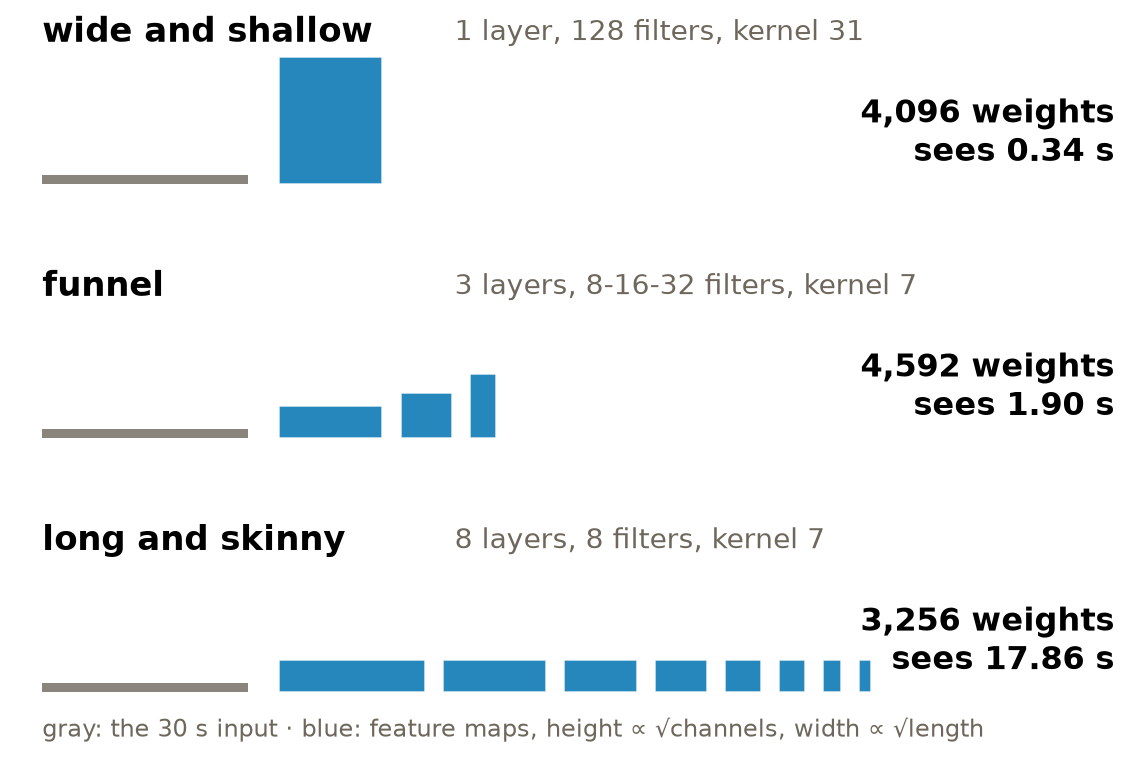 wide and shallow 1 layer, 128 filters, kernel 31
4,096 weights
sees 0.34 s
funnel 3 layers, 8-16-32 filters, kernel 7
4,592 weights
sees 1.90 s
long and skinny 8 layers, 8 filters, kernel 7
3,256 weights
sees 17.86 s
gray: the 30 s input · blue: feature maps, height ∝ √channels, width ∝ √length